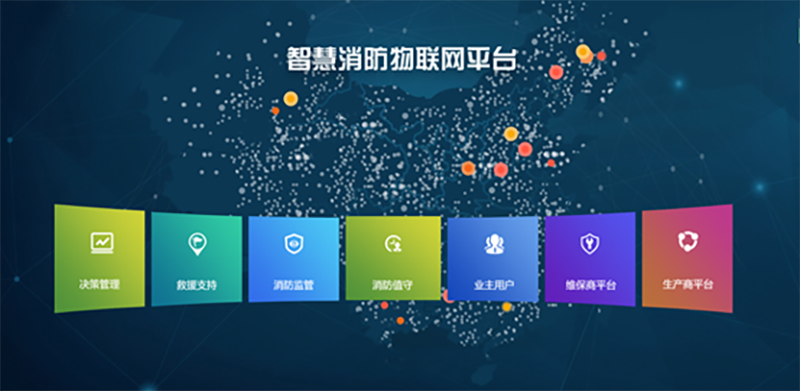 智慧消防物联网平台
决策管理
救援支持
消防监管
消防值守
业主用户
维保商平台
生产商平台